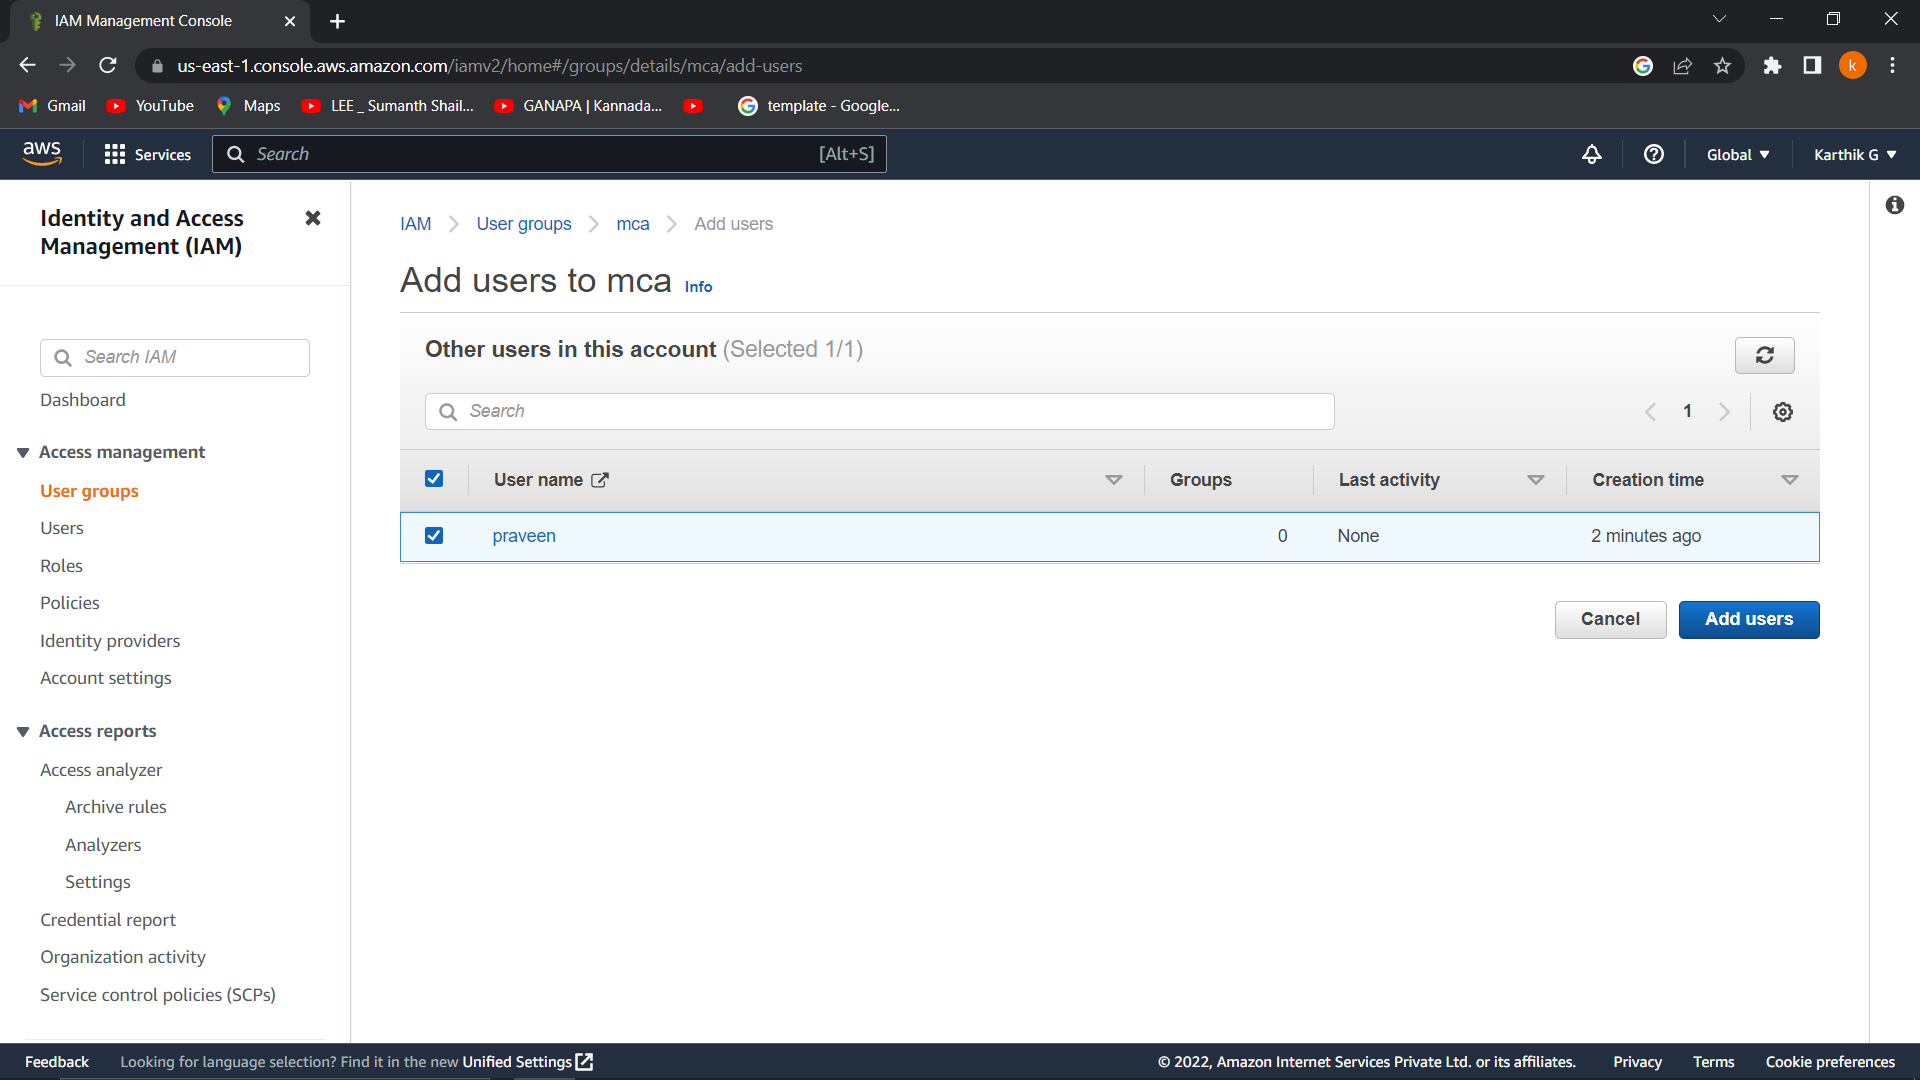 IAM Management Console
us-east-1.console.aws.amazon.com/iamv2/home#/groups/details/mca/add-users
k
Gmail YouTube Maps LEE _ Sumanth Shail... GANAPA | Kannada... template - Google...
aws Services Search [Alt+S] Global Karthik G
Identity and Access
Management (IAM)
Search IAM
Dashboard
Access management
User groups
Users
Roles
Policies
Identity providers
Account settings
Access reports
Access analyzer
Archive rules
Analyzers
Settings
Credential report
Organization activity
Service control policies (SCPs)
IAM User groups mca Add users
Add users to mca Info
Other users in this account (Selected 1/1)
Search 1
User name Groups Last activity Creation time
praveen 0 None 2 minutes ago
Cancel Add users
Feedback Looking for language selection? Find it in the new Unified Settings © 2022, Amazon Internet Services Private Ltd. or its affiliates. Privacy Terms Cookie preferences